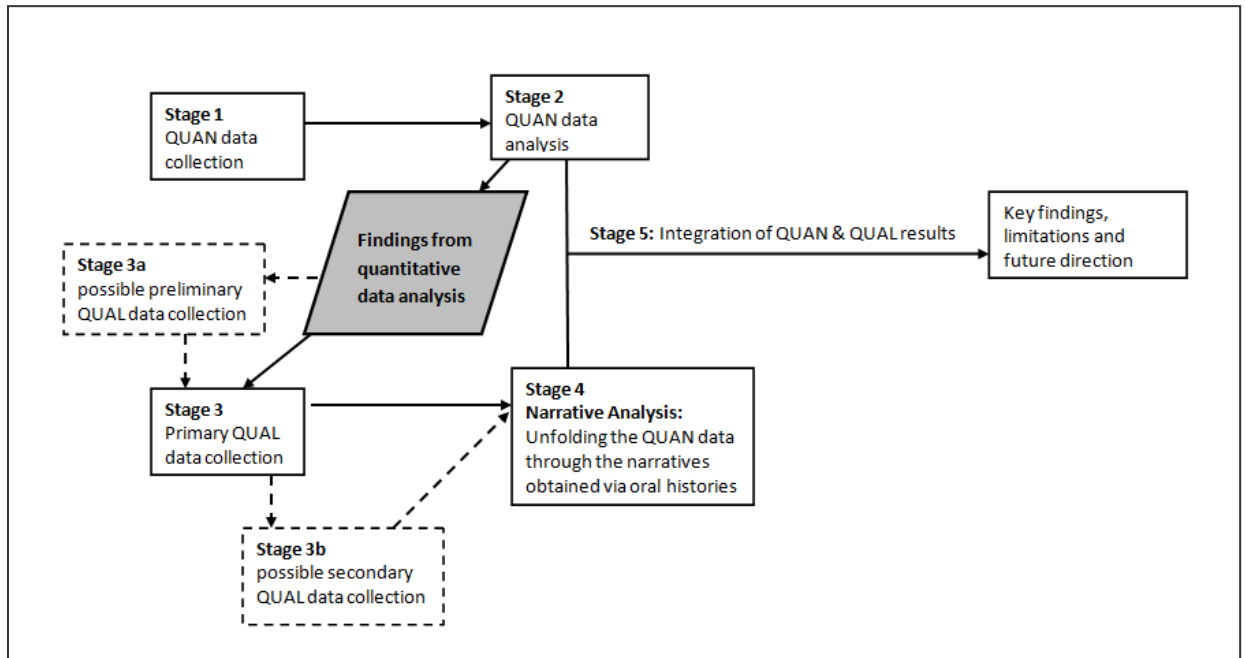 Stage 1
QUAN data
collection
Stage 2
QUAN data
analysis
Findings from
quantitative
data analysis
Stage 5: Integration of QUAN & QUAL results
Key findings,
limitations and
future direction
Stage 3a
possible preliminary
QUAL data collection
Stage 3
Primary QUAL
data collection
Stage 4
Narrative Analysis:
Unfolding the QUAN data
through the narratives
obtained via oral histories
Stage 3b
possible secondary
QUAL data collection